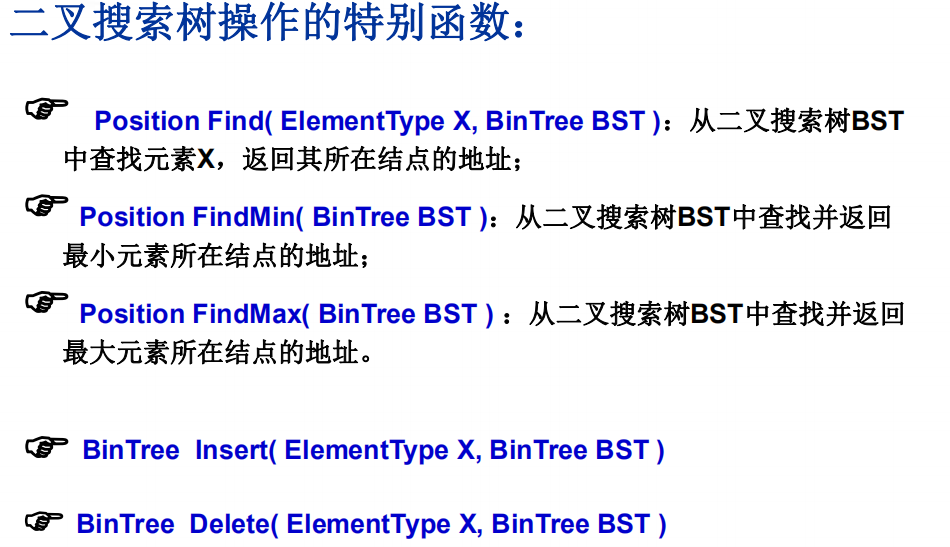 二叉搜索树操作的特别函数：
Position Find( ElementType X, BinTree BST )：从二叉搜索树BST
中查找元素X，返回其所在结点的地址；
Position FindMin( BinTree BST )：从二叉搜索树BST中查找并返回
最小元素所在结点的地址；
Position FindMax( BinTree BST ) ：从二叉搜索树BST中查找并返回
最大元素所在结点的地址。
BinTree Insert( ElementType X, BinTree BST )
BinTree Delete( ElementType X, BinTree BST )